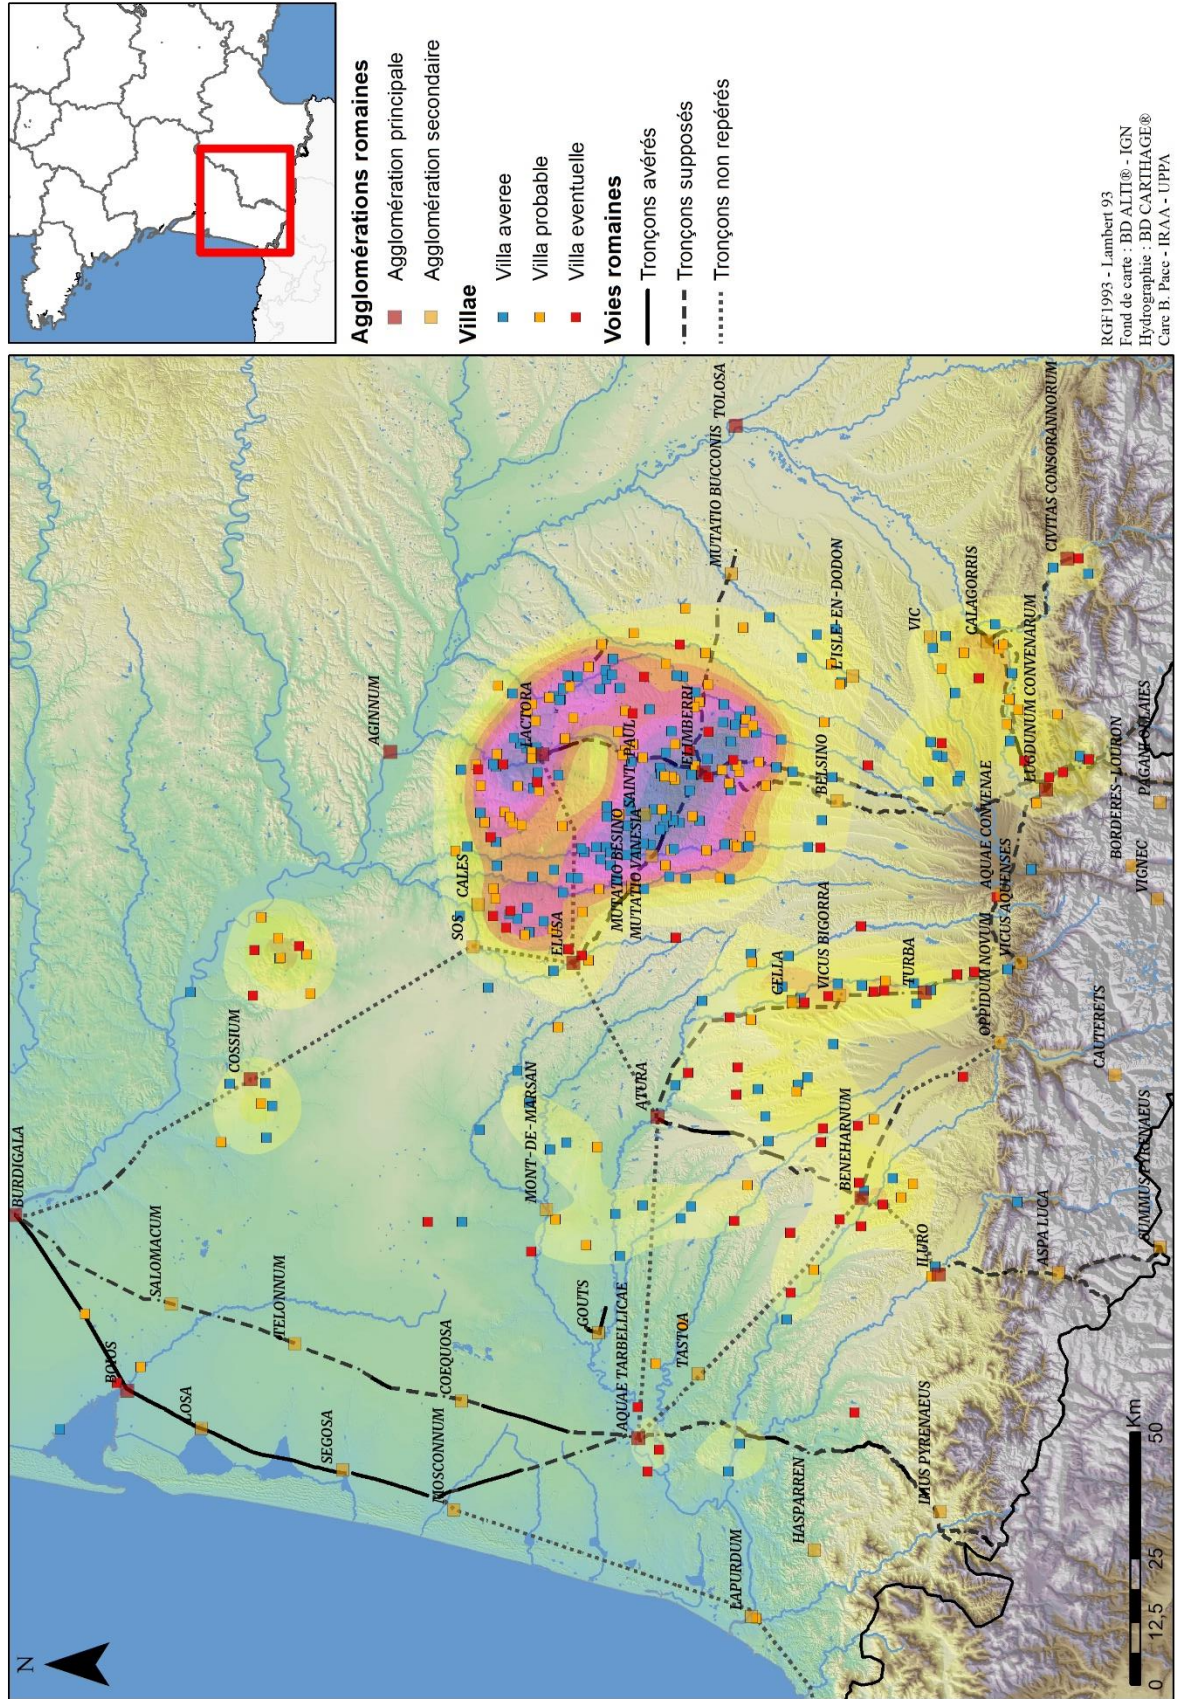 N
BURDIGALA
BOIOS
SALOMACUM
LOSA
TELONNUM
SEGOSA
COEQUOSA
MOSCONNUM
COSSIUM
AGINNUM
SOS
CALES
LACTORA
ELUSA
MUTATIO BESINO
MUTATIO VANESIA
SAINT-PAUL
ELIMBERRI
MONT-DE-MARSAN
ATURA
GOUTS
AQUAE TARBELLICAE
TASTOA
LAPURDUM
HASPARREN
IMUS PYRENAEUS
BENEHARNUM
ILURO
ASPA LUCA
SUMMUS PYRENAEUS
CELLA
VICUS BIGORRA
TURBA
OPPIDUM NOVUM
VICUS AQUENSES
AQUAE CONVENAE
CAUTERETS
BELSINO
MUTATIO BUCCONIS
TOLOSA
L'ISLE-EN-DODON
VIC
CALAGORRIS
LUGDUNUM CONVENARUM
CIVITAS CONSORANNORUM
BORDERES-LOURON
VIGNEC
PAGANI OSLAIES
0 12,5 25 50
Km
Agglomérations romaines
Agglomération principale
Agglomération secondaire
Villae
Villa averee
Villa probable
Villa eventuelle
Voies romaines
Tronçons avérés
Tronçons supposés
Tronçons non repérés
RGF1993 - Lambert 93
Fond de carte : BD ALTI® - IGN
Hydrographie : BD CARTHAGE®
Care B. Pace - IRAA - UPPA